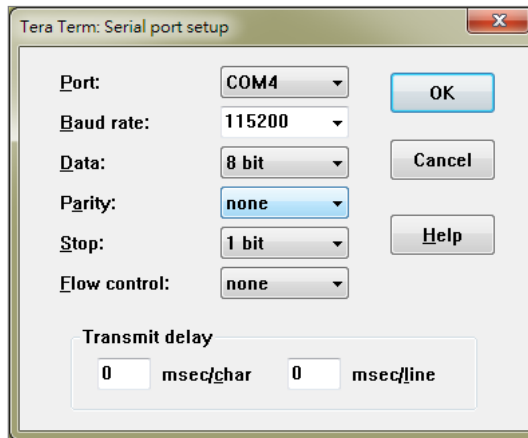 Tera Term: Serial port setup
Port: COM4
Baud rate: 115200
Data: 8 bit
Parity: none
Stop: 1 bit
Flow control: none
OK
Cancel
Help
Transmit delay
0 msec/char 0 msec/line